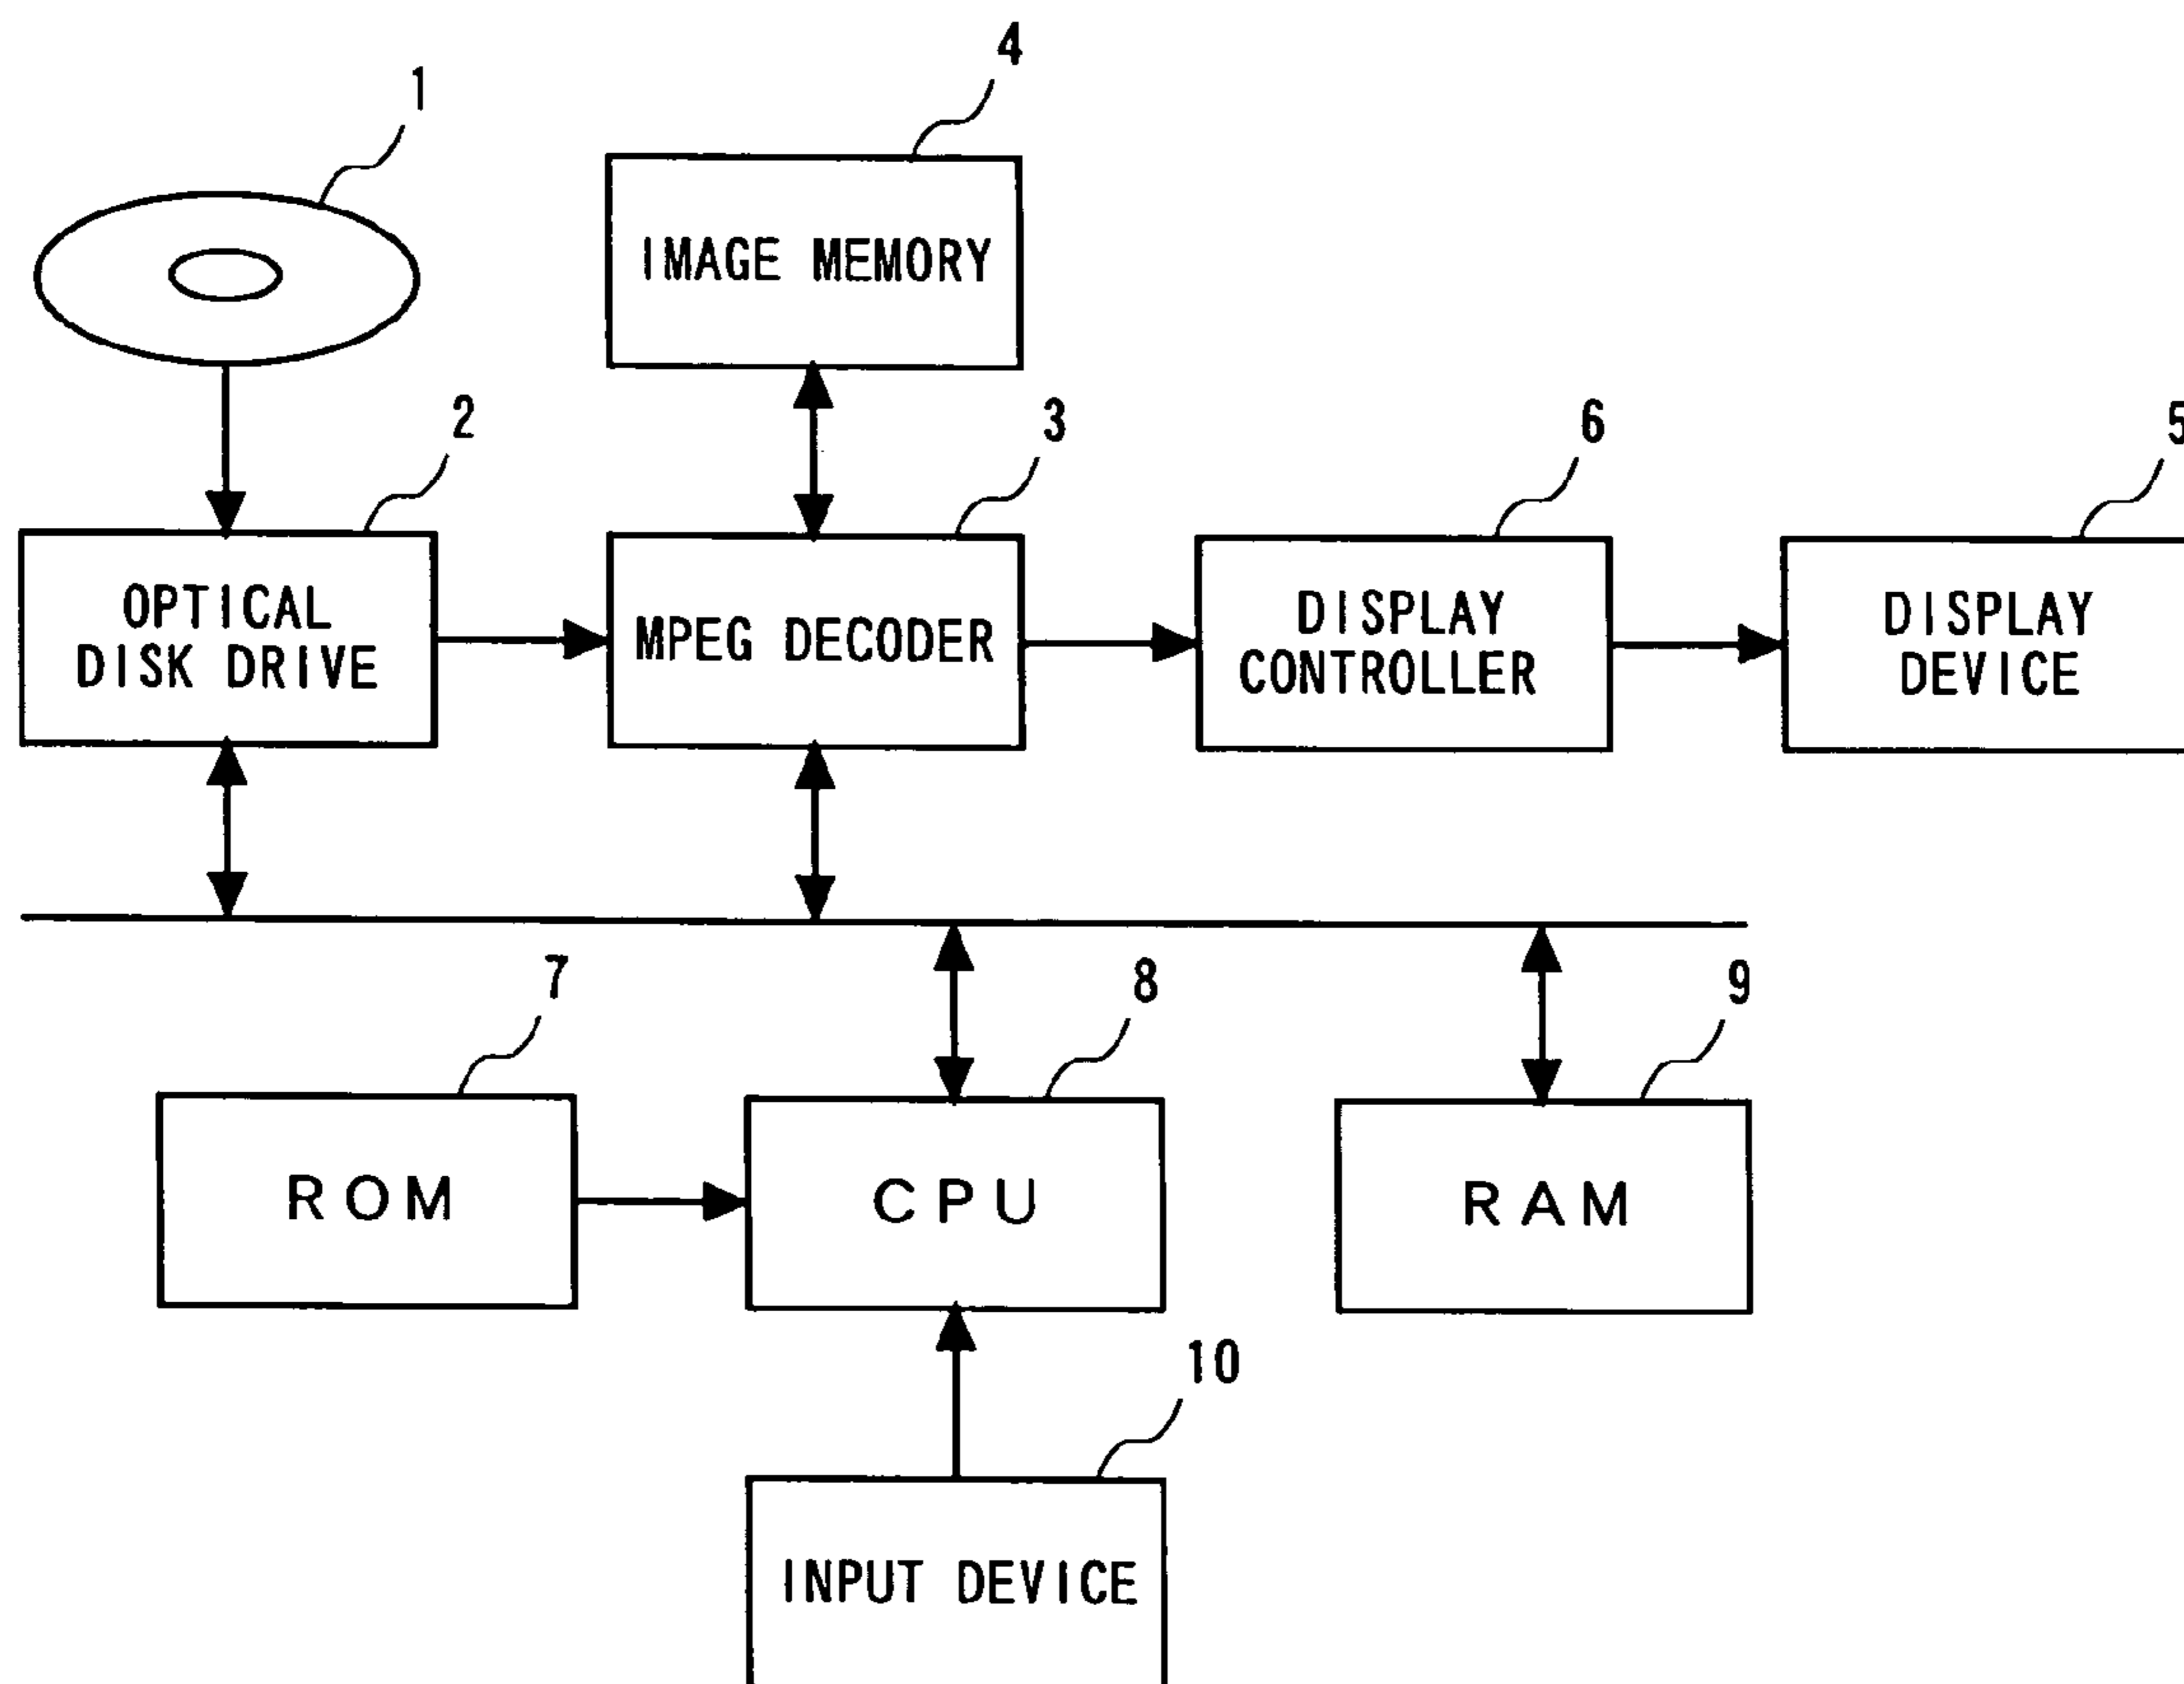 4
1
IMAGE MEMORY
2
3
6
5
OPTICAL
DISK DRIVE
MPEG DECODER
DISPLAY
CONTROLLER
DISPLAY
DEVICE
7
8
9
ROM
CPU
RAM
10
INPUT DEVICE